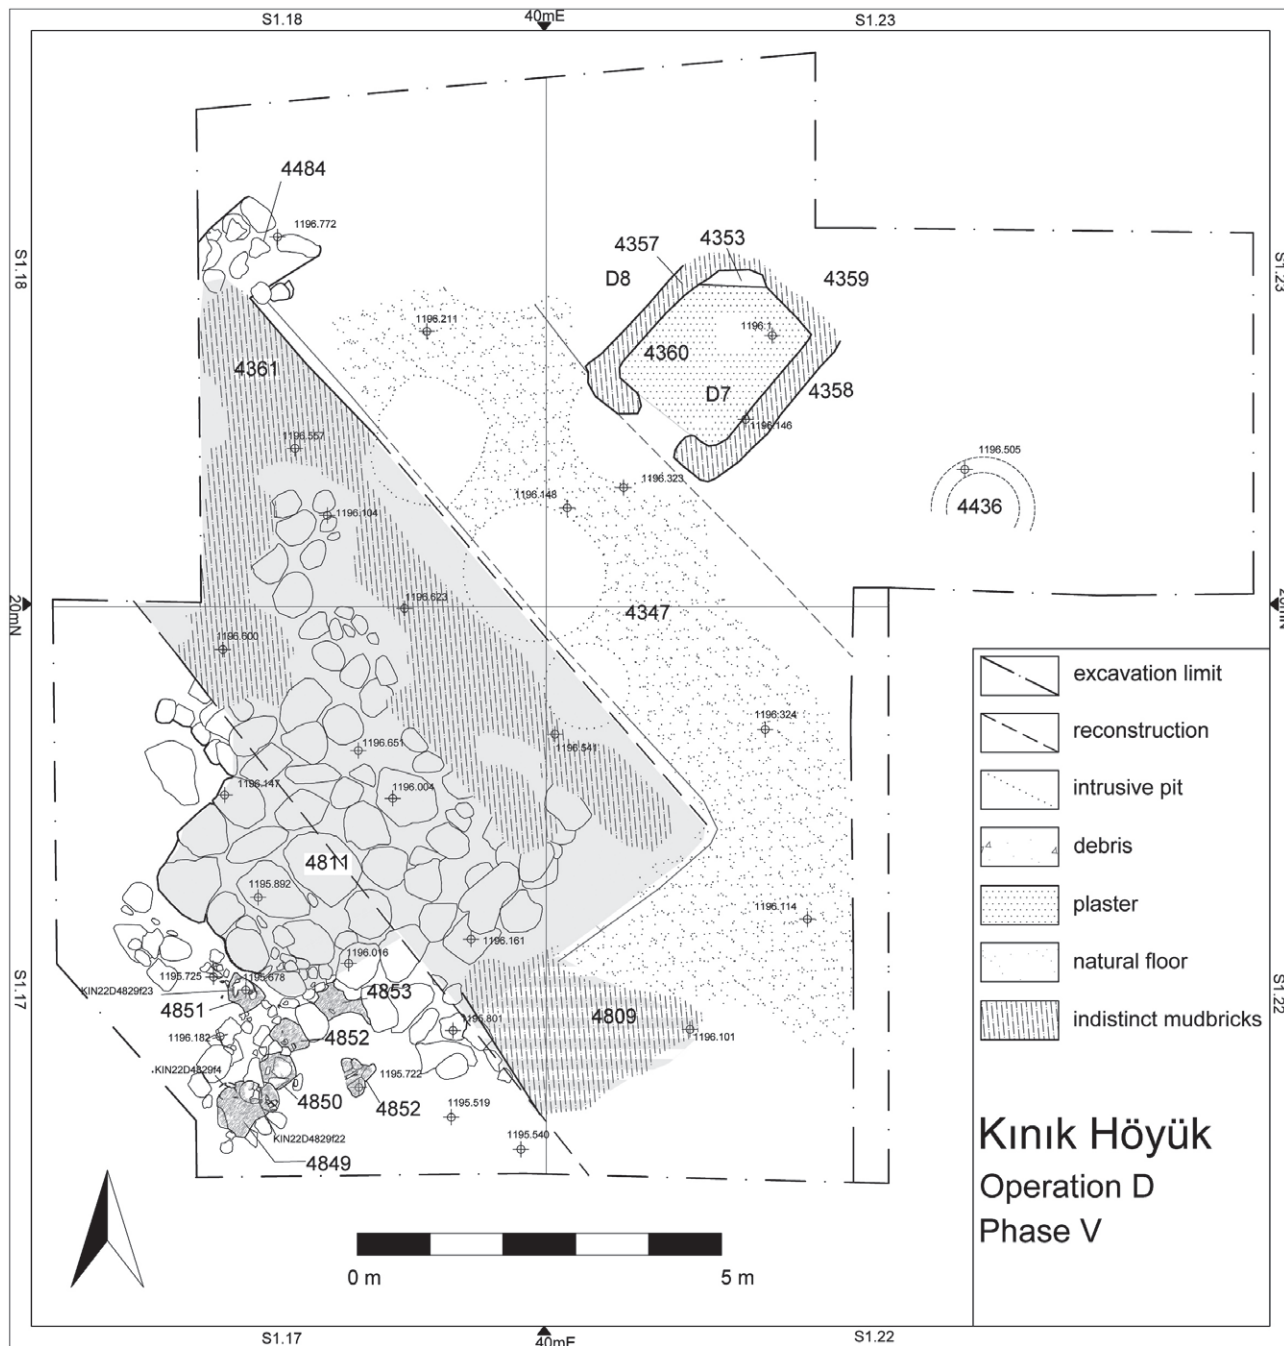 S1.18
40mE
S1.23
4484
1196.772
4357
4353
D8
4359
S1.18
S1.23
1196.211
1196.1
4360
4361
D7
4358
1196.146
1196.557
1196.505
1196.323
1196.148
4436
1196.104
20mN
20mN
1196.623
4347
1196.600
excavation limit
1196.324
reconstruction
1196.651
1196.541
1196.147
1196.004
intrusive pit
debris
4811
1195.892
plaster
1196.114
1196.161
1196.016
natural floor
1195.725
1195.678
KIN22D4829f23
4853
S1.17
S1.22
4851
4809
indistinct mudbricks
1195.801
4852
1196.182
1196.101
KIN22D4829f4
1195.722
4850
4852
1195.519
KIN22D4829f22
1195.540
4849
Kınık Höyük
Operation D
Phase V
0 m
5 m
S1.17
40mE
S1.22